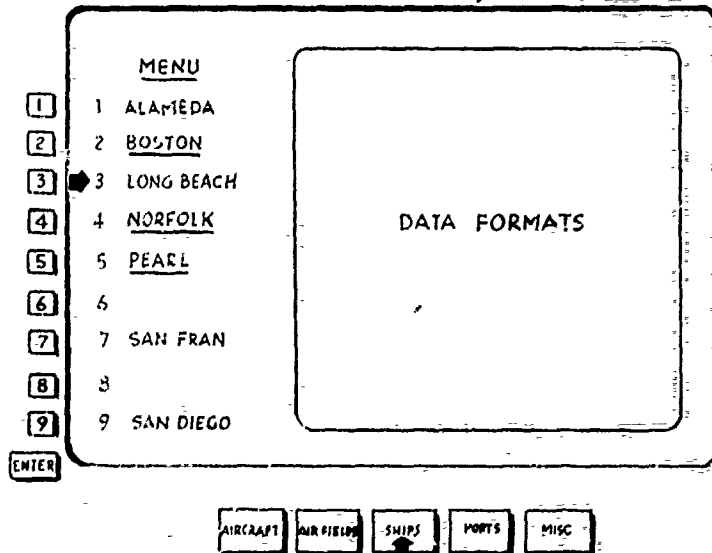 MENU
1 1 ALAMEDA
2 2 BOSTON
3 3 LONG BEACH
4 4 NORFOLK DATA FORMATS
5 5 PEARL
6 6
7 7 SAN FRAN
8 8
9 9 SAN DIEGO
ENTER
AIRCRAFT AIR FIELDS SHIPS PORTS MISC